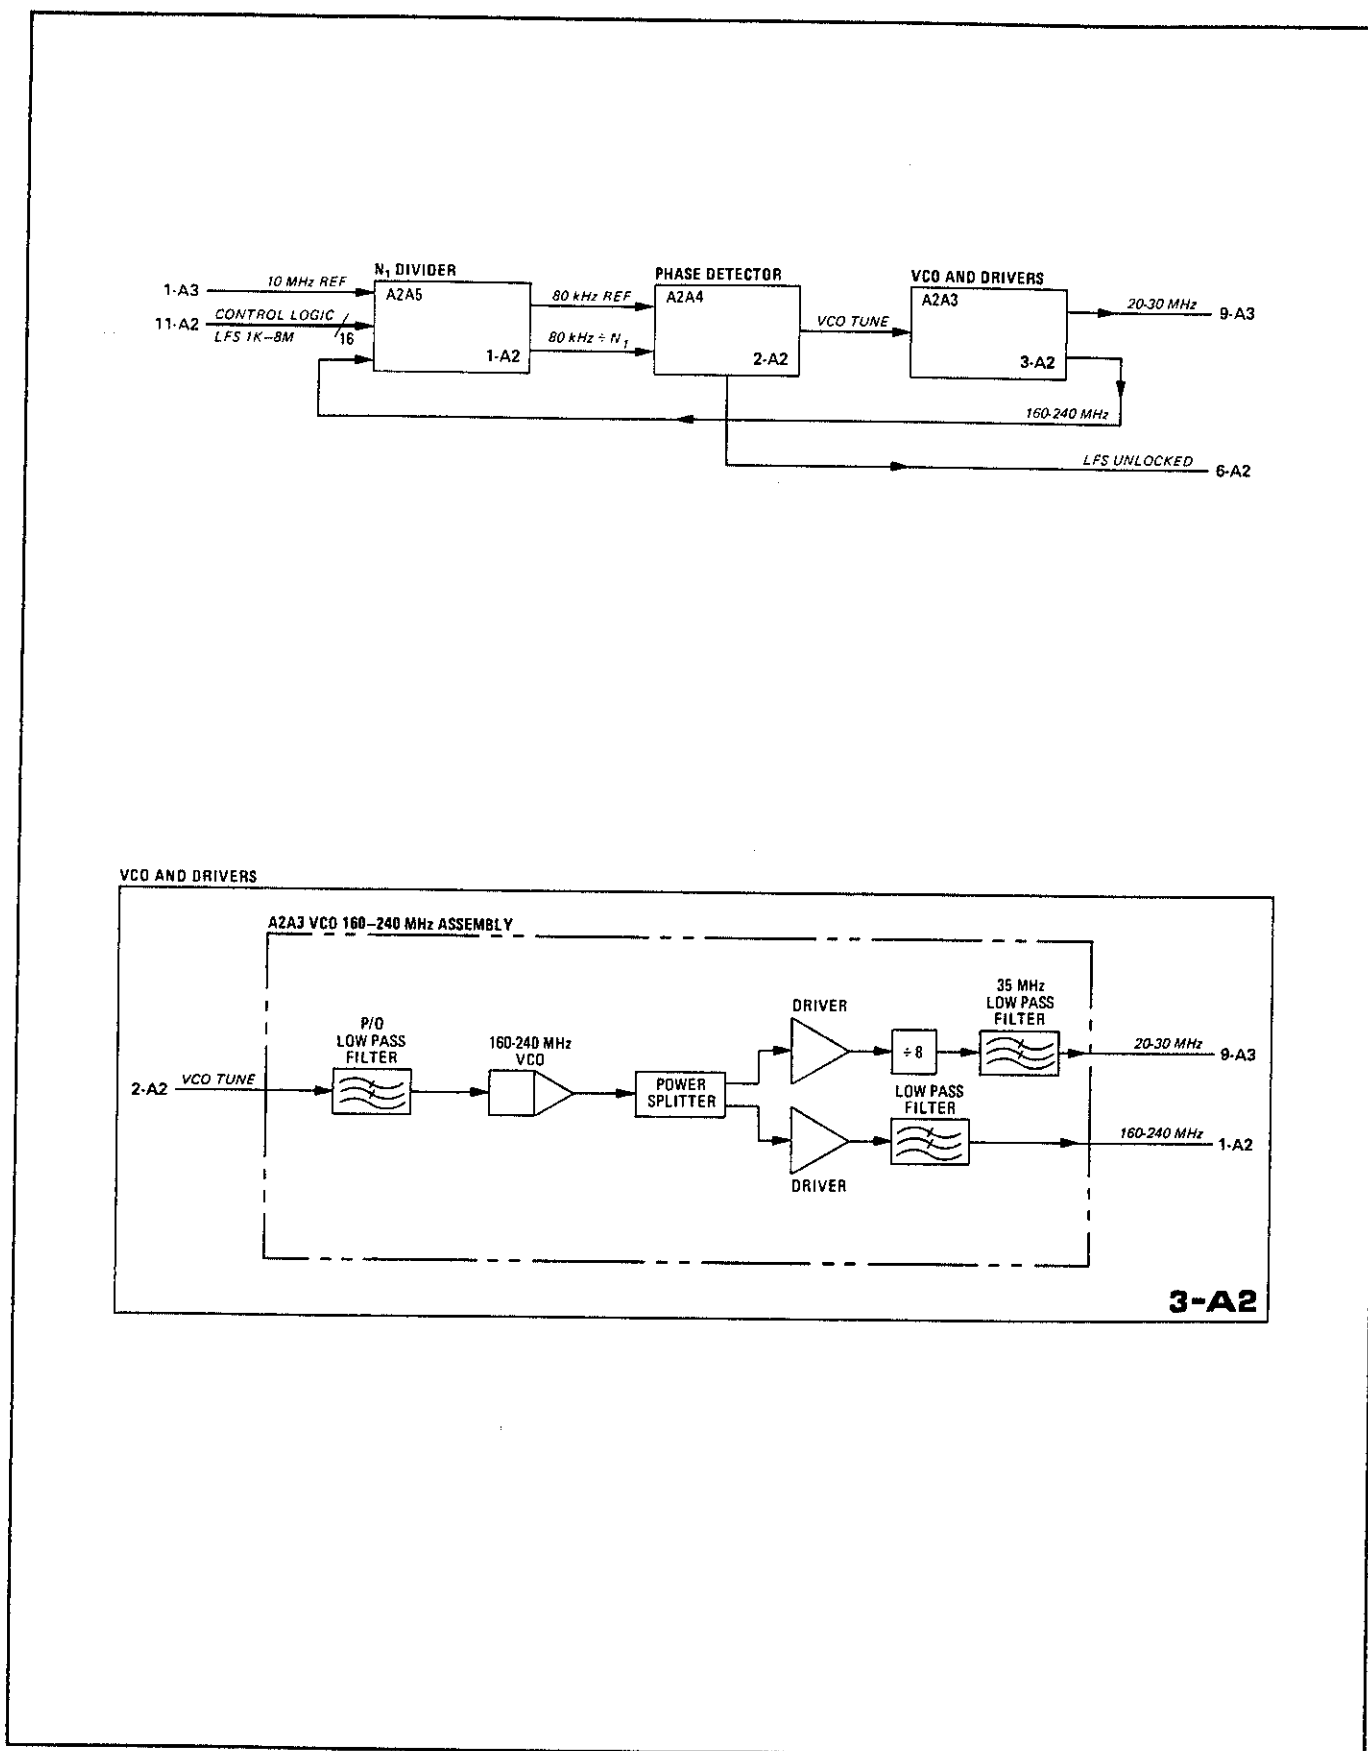 N₁ DIVIDER
PHASE DETECTOR
VCO AND DRIVERS
1-A3
10 MHz REF
A2A5
80 kHz REF
A2A4
A2A3
20-30 MHz
9-A3
11-A2
CONTROL LOGIC
LFS 1K–8M
16
VCO TUNE
80 kHz ÷ N₁
1-A2
2-A2
3-A2
160-240 MHz
LFS UNLOCKED
6-A2
VCO AND DRIVERS
A2A3 VCO 160–240 MHz ASSEMBLY
P/O
LOW PASS
FILTER
160-240 MHz
VCO
DRIVER
35 MHz
LOW PASS
FILTER
÷8
20-30 MHz
9-A3
2-A2
VCO TUNE
POWER
SPLITTER
LOW PASS
FILTER
160-240 MHz
1-A2
DRIVER
3-A2